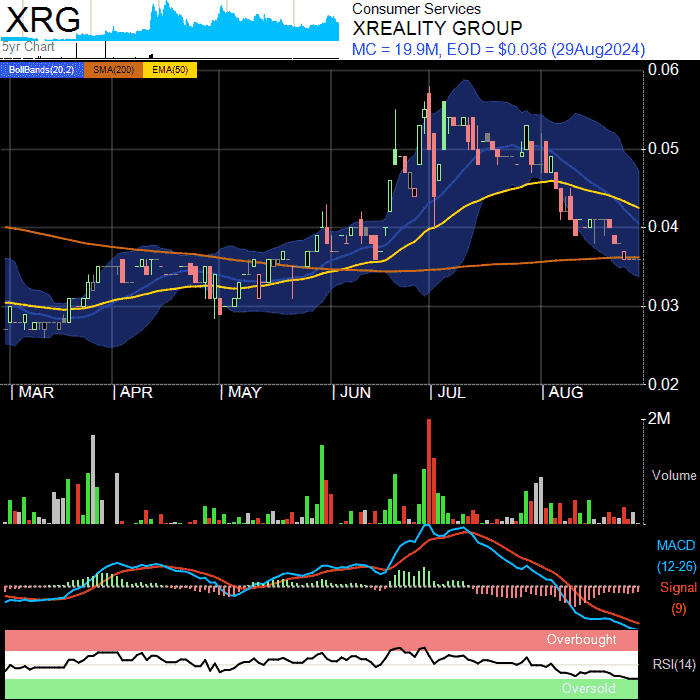 XRG
5yr Chart
Consumer Services
XREALITY GROUP
MC = 19.9M, EOD = $0.036 (29Aug2024)
BollBands(20,2) SMA(200) EMA(50)
0.06
0.05
0.04
0.03
0.02
MAR APR MAY JUN JUL AUG
2M
Volume
MACD
(12-26)
Signal
(9)
Overbought
RSI(14)
Oversold